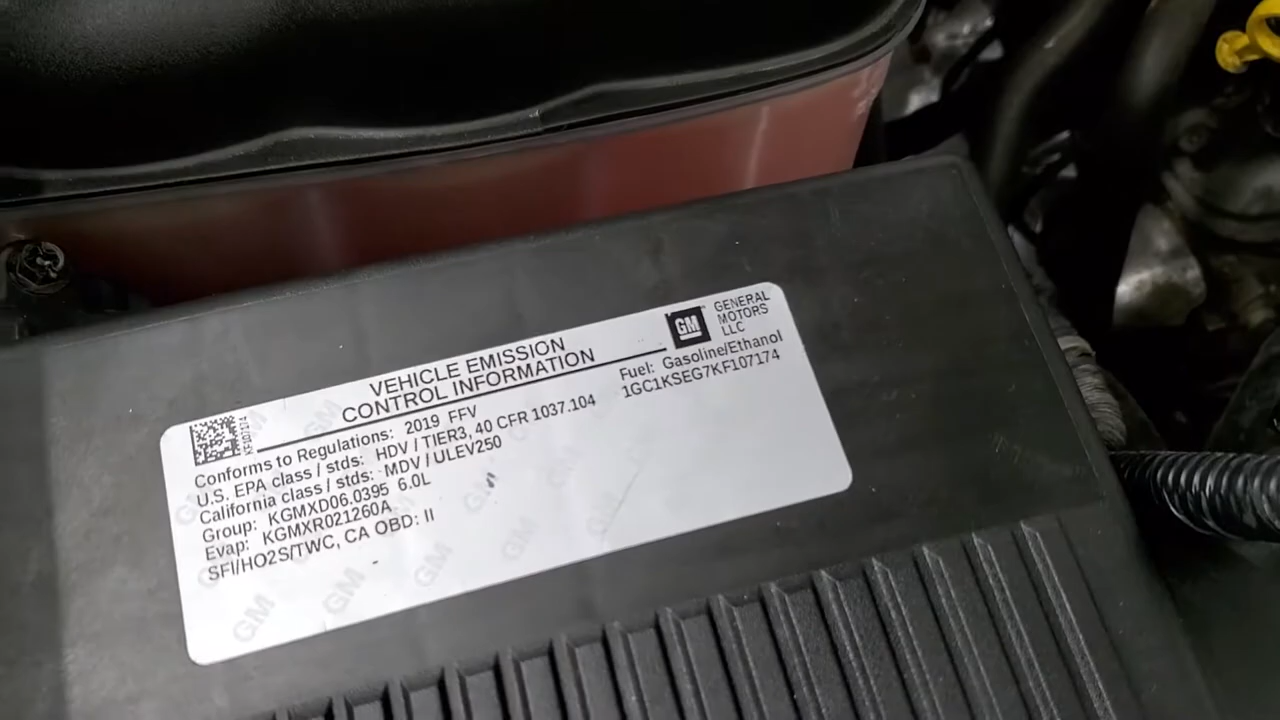 VEHICLE EMISSION
CONTROL INFORMATION
GM
GENERAL
MOTORS
LLC
KF107174
Conforms to Regulations: 2019 FFV
Fuel: Gasoline/Ethanol
U.S. EPA class / stds: HDV / TIER3, 40 CFR 1037.104
1GC1KSEG7KF107174
California class / stds: MDV / ULEV250
Group: KGMXD06.0395 6.0L
Evap: KGMXR021260A
SFI/HO2S/TWC, CA OBD: II